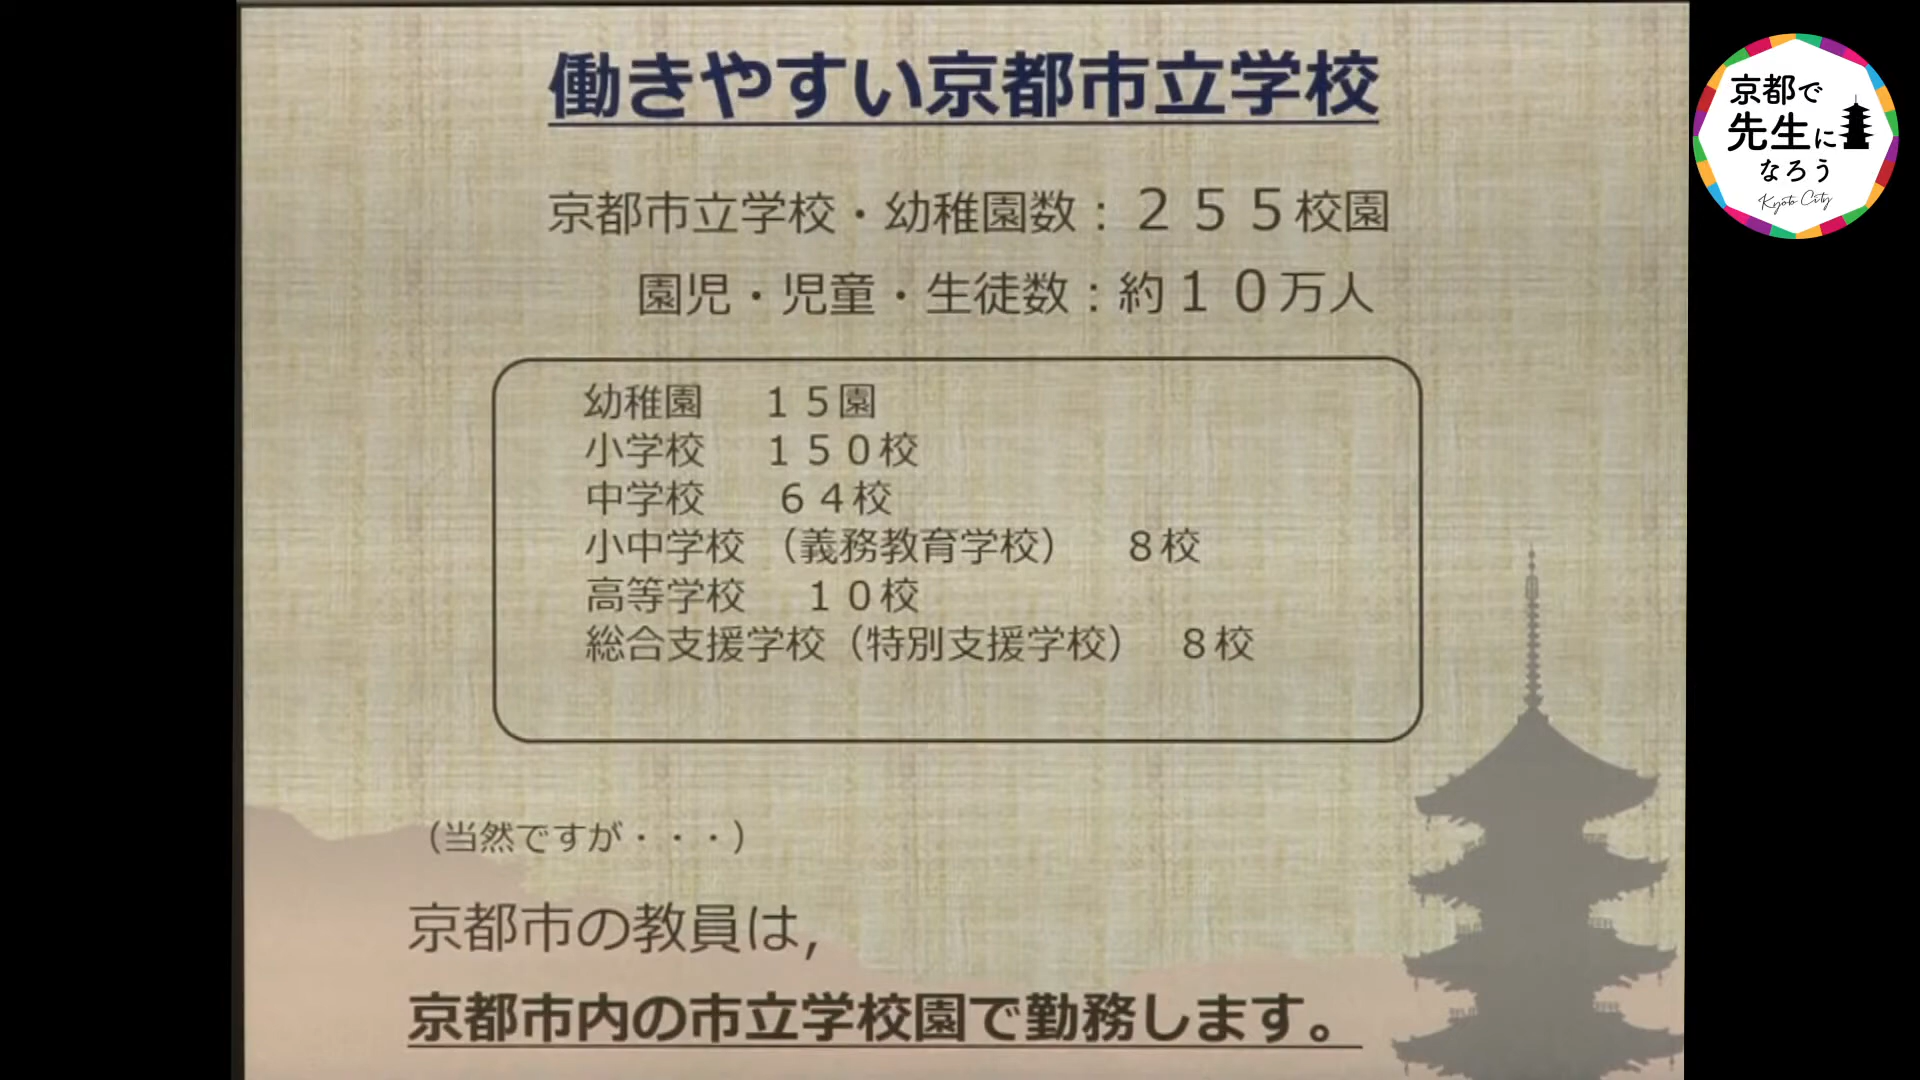 働きやすい京都市立学校
京都市立学校・幼稚園数：２５５校園
園児・児童・生徒数：約１０万人
幼稚園　１５園
小学校　１５０校
中学校　６４校
小中学校（義務教育学校）　８校
高等学校　１０校
総合支援学校（特別支援学校）　８校
（当然ですが・・・）
京都市の教員は，
京都市内の市立学校園で勤務します。
京都で
先生に
なろう
Kyoto City